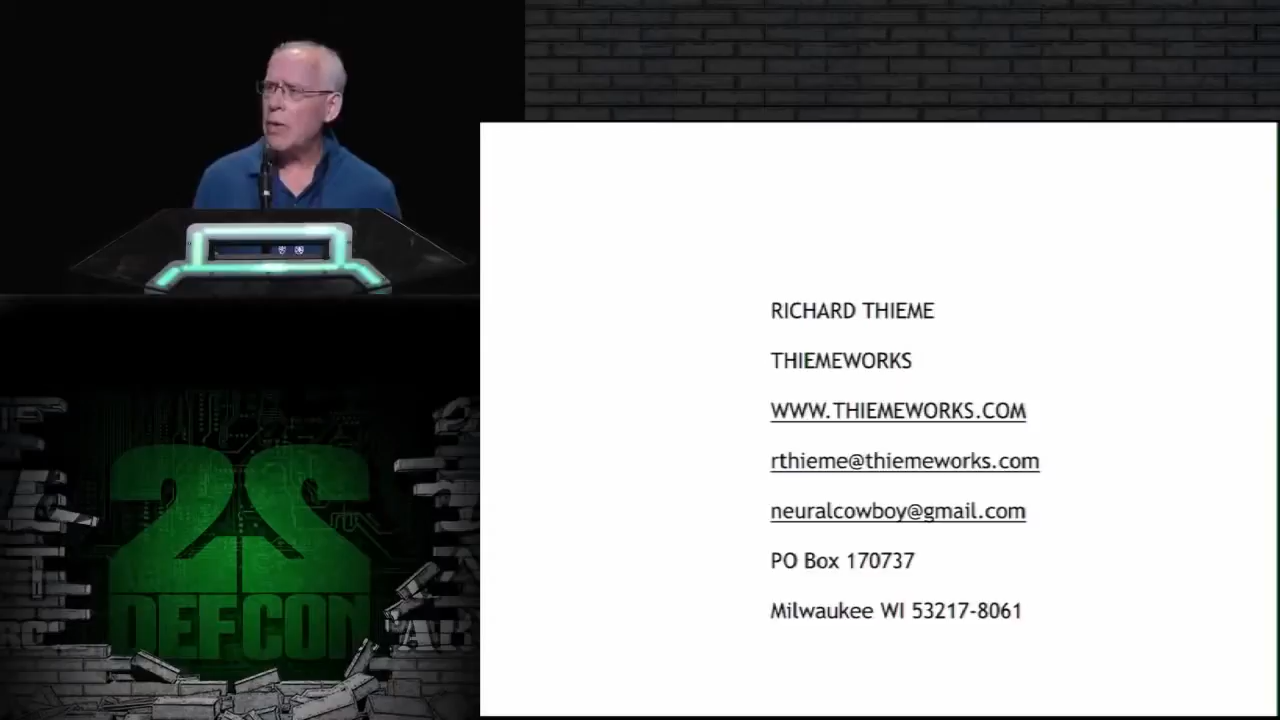 RICHARD THIEME
THIEMEWORKS
WWW.THIEMEWORKS.COM
rthieme@thiemeworks.com
neuralcowboy@gmail.com
PO Box 170737
Milwaukee WI 53217-8061
22
DEFCON